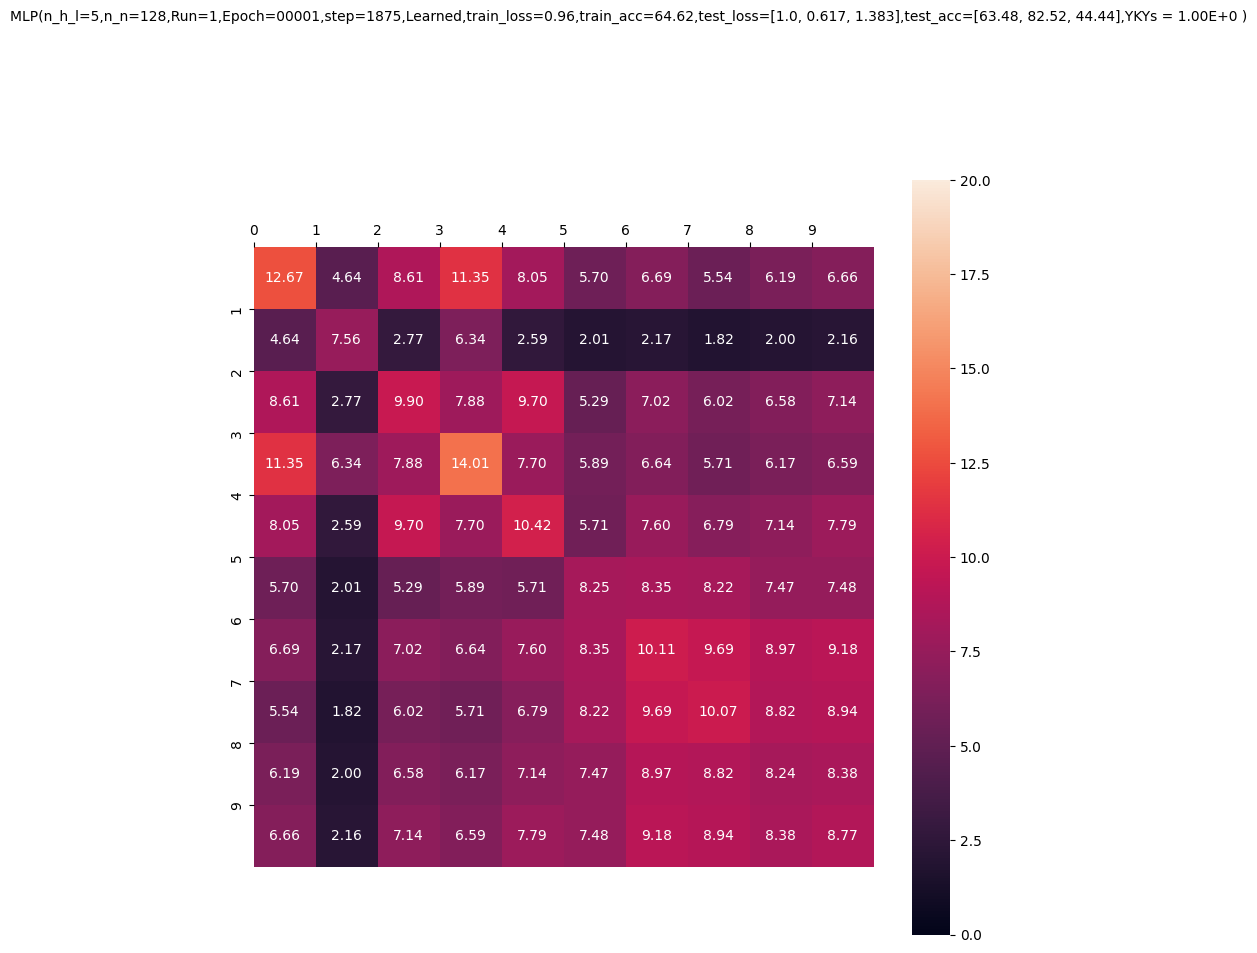 MLP(n_h_l=5,n_n=128,Run=1,Epoch=00001,step=1875,Learned,train_loss=0.96,train_acc=64.62,test_loss=[1.0, 0.617, 1.383],test_acc=[63.48, 82.52, 44.44],YKYs = 1.00E+0 )
0 1 2 3 4 5 6 7 8 9
12.67 4.64 8.61 11.35 8.05 5.70 6.69 5.54 6.19 6.66
1
4.64 7.56 2.77 6.34 2.59 2.01 2.17 1.82 2.00 2.16
2
8.61 2.77 9.90 7.88 9.70 5.29 7.02 6.02 6.58 7.14
3
11.35 6.34 7.88 14.01 7.70 5.89 6.64 5.71 6.17 6.59
4
8.05 2.59 9.70 7.70 10.42 5.71 7.60 6.79 7.14 7.79
5
5.70 2.01 5.29 5.89 5.71 8.25 8.35 8.22 7.47 7.48
6
6.69 2.17 7.02 6.64 7.60 8.35 10.11 9.69 8.97 9.18
7
5.54 1.82 6.02 5.71 6.79 8.22 9.69 10.07 8.82 8.94
8
6.19 2.00 6.58 6.17 7.14 7.47 8.97 8.82 8.24 8.38
9
6.66 2.16 7.14 6.59 7.79 7.48 9.18 8.94 8.38 8.77
20.0
17.5
15.0
12.5
10.0
7.5
5.0
2.5
0.0